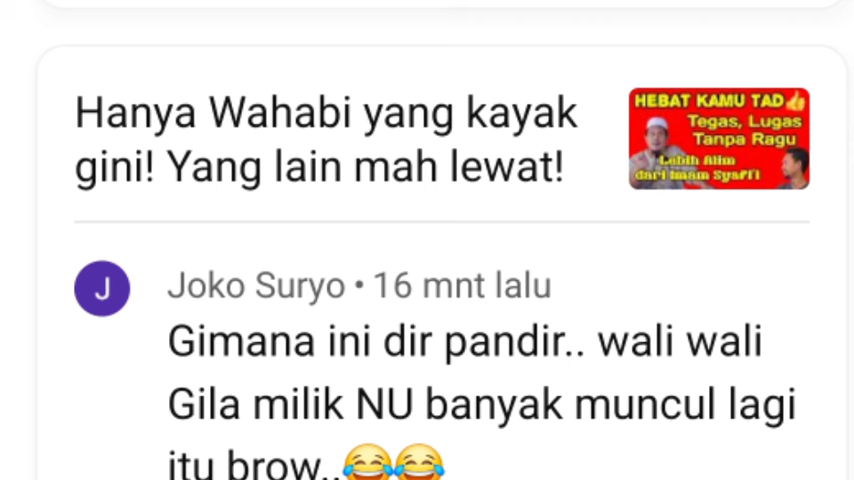 Hanya Wahabi yang kayak
gini! Yang lain mah lewat!
HEBAT KAMU TAD👍
Tegas, Lugas
Tanpa Ragu
Lebih Alim
dari Imam Syafi'i
J
Joko Suryo • 16 mnt lalu
Gimana ini dir pandir.. wali wali
Gila milik NU banyak muncul lagi
itu brow..😂😂